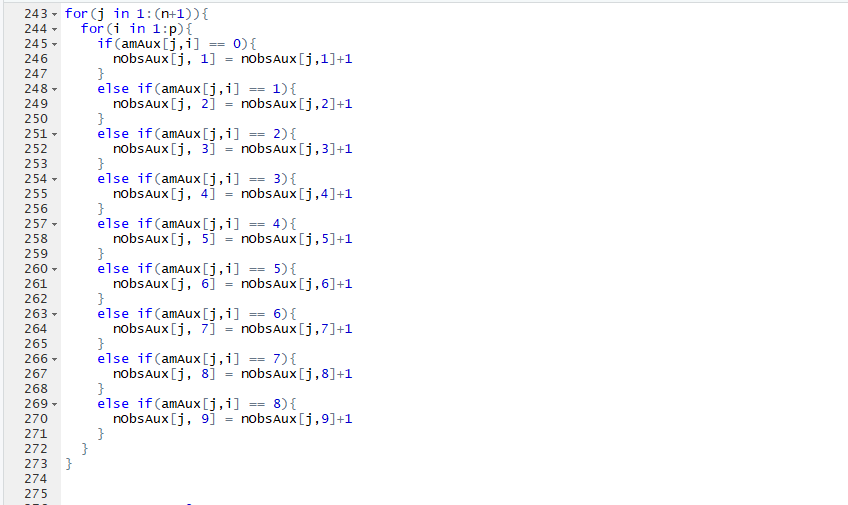 243 for(j in 1:(n+1)){
244 for(i in 1:p){
245 if(amAux[j,i] == 0){
246 nObsAux[j, 1] = nObsAux[j,1]+1
247 }
248 else if(amAux[j,i] == 1){
249 nObsAux[j, 2] = nObsAux[j,2]+1
250 }
251 else if(amAux[j,i] == 2){
252 nObsAux[j, 3] = nObsAux[j,3]+1
253 }
254 else if(amAux[j,i] == 3){
255 nObsAux[j, 4] = nObsAux[j,4]+1
256 }
257 else if(amAux[j,i] == 4){
258 nObsAux[j, 5] = nObsAux[j,5]+1
259 }
260 else if(amAux[j,i] == 5){
261 nObsAux[j, 6] = nObsAux[j,6]+1
262 }
263 else if(amAux[j,i] == 6){
264 nObsAux[j, 7] = nObsAux[j,7]+1
265 }
266 else if(amAux[j,i] == 7){
267 nObsAux[j, 8] = nObsAux[j,8]+1
268 }
269 else if(amAux[j,i] == 8){
270 nObsAux[j, 9] = nObsAux[j,9]+1
271 }
272 }
273 }
274
275